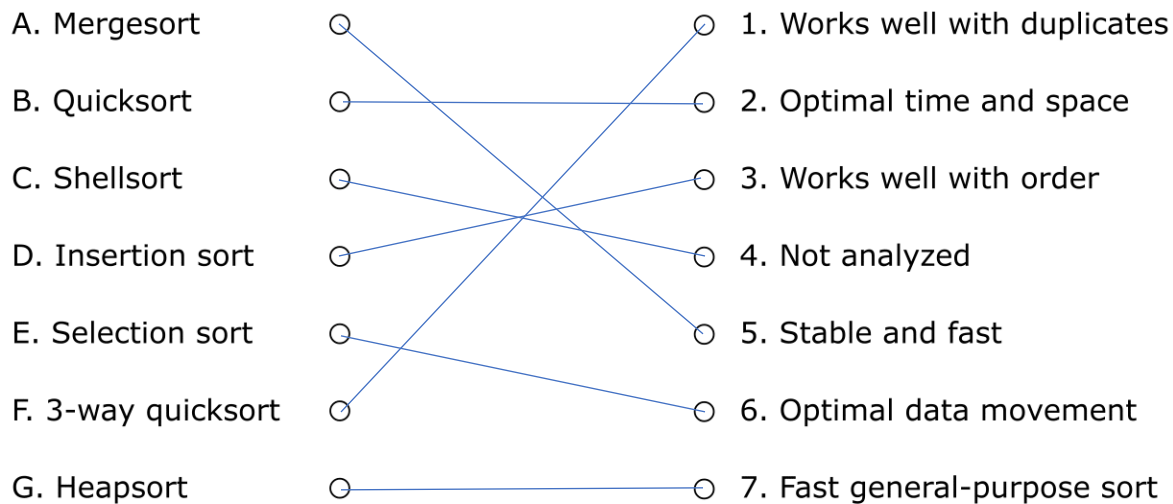 A. Mergesort
1. Works well with duplicates
B. Quicksort
2. Optimal time and space
C. Shellsort
3. Works well with order
D. Insertion sort
4. Not analyzed
E. Selection sort
5. Stable and fast
F. 3-way quicksort
6. Optimal data movement
G. Heapsort
7. Fast general-purpose sort